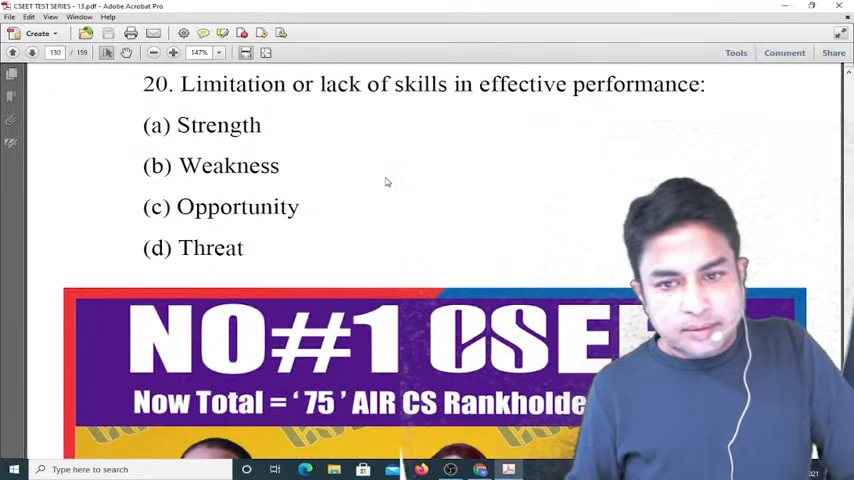 CSEET TEST SERIES - 13.pdf - Adobe Acrobat Pro
File Edit View Window Help
Create
130 / 159 147% Tools Comment Share
20. Limitation or lack of skills in effective performance:
(a) Strength
(b) Weakness
(c) Opportunity
(d) Threat
NO#1 CSEE
Now Total = ‘ 75 ’ AIR CS Rankholde
Type here to search